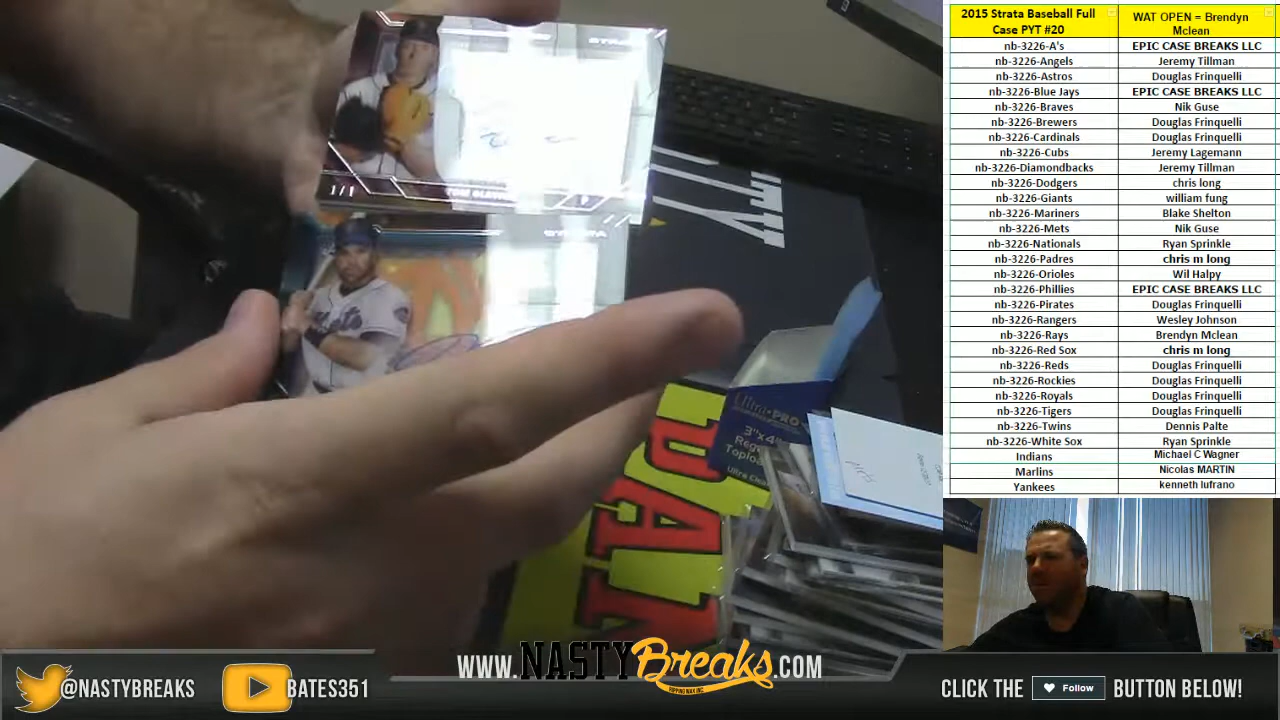 2015 Strata Baseball Full
Case PYT #20
WAT OPEN = Brendyn
Mclean
nb-3226-A's EPIC CASE BREAKS LLC
nb-3226-Angels Jeremy Tillman
nb-3226-Astros Douglas Frinquelli
nb-3226-Blue Jays EPIC CASE BREAKS LLC
nb-3226-Braves Nik Guse
nb-3226-Brewers Douglas Frinquelli
nb-3226-Cardinals Douglas Frinquelli
nb-3226-Cubs Jeremy Lagemann
nb-3226-Diamondbacks Jeremy Tillman
nb-3226-Dodgers chris long
nb-3226-Giants william fung
nb-3226-Mariners Blake Shelton
nb-3226-Mets Nik Guse
nb-3226-Nationals Ryan Sprinkle
nb-3226-Padres chris m long
nb-3226-Orioles Wil Halpy
nb-3226-Phillies EPIC CASE BREAKS LLC
nb-3226-Pirates Douglas Frinquelli
nb-3226-Rangers Wesley Johnson
nb-3226-Rays Brendyn Mclean
nb-3226-Red Sox chris m long
nb-3226-Reds Douglas Frinquelli
nb-3226-Rockies Douglas Frinquelli
nb-3226-Royals Douglas Frinquelli
nb-3226-Tigers Douglas Frinquelli
nb-3226-Twins Dennis Palte
nb-3226-White Sox Ryan Sprinkle
Indians Michael C Wagner
Marlins Nicolas MARTIN
Yankees kenneth lufrano
1/1
Mets
Ultra•PRO
3"x4"
@NASTYBREAKS
BATES351
WWW.NASTYBreaks.COM
CLICK THE Follow BUTTON BELOW!